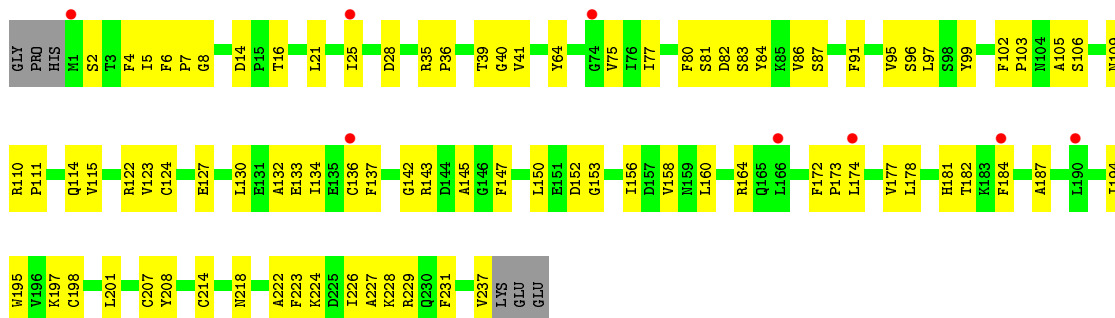 GLY PRO HIS M1 S2 T3 F4 I5 F6 P7 G8 D14 P15 T16 L21 I25 D28 R35 P36 T39 G40 V41 Y64 G74 V75 I76 I77 F80 S81 D82 S83 Y84 K85 V86 S87 F91 V95 S96 L97 S98 Y99 F102 P103 N104 A105 S106 N109
R110 P111 Q114 V115 R122 V123 C124 E127 L130 E131 A132 E133 I134 E135 C136 F137 G142 R143 D144 A145 G146 F147 L150 E151 D152 G153 I156 D157 V158 N159 L160 R164 Q165 L166 F172 P173 L174 V177 L178 H181 T182 K183 F184 A187 L190 I194
W195 V196 K197 C198 L201 C207 Y208 C214 N218 A222 F223 K224 D225 I226 A227 K228 R229 Q230 F231 V237 LYS GLU GLU